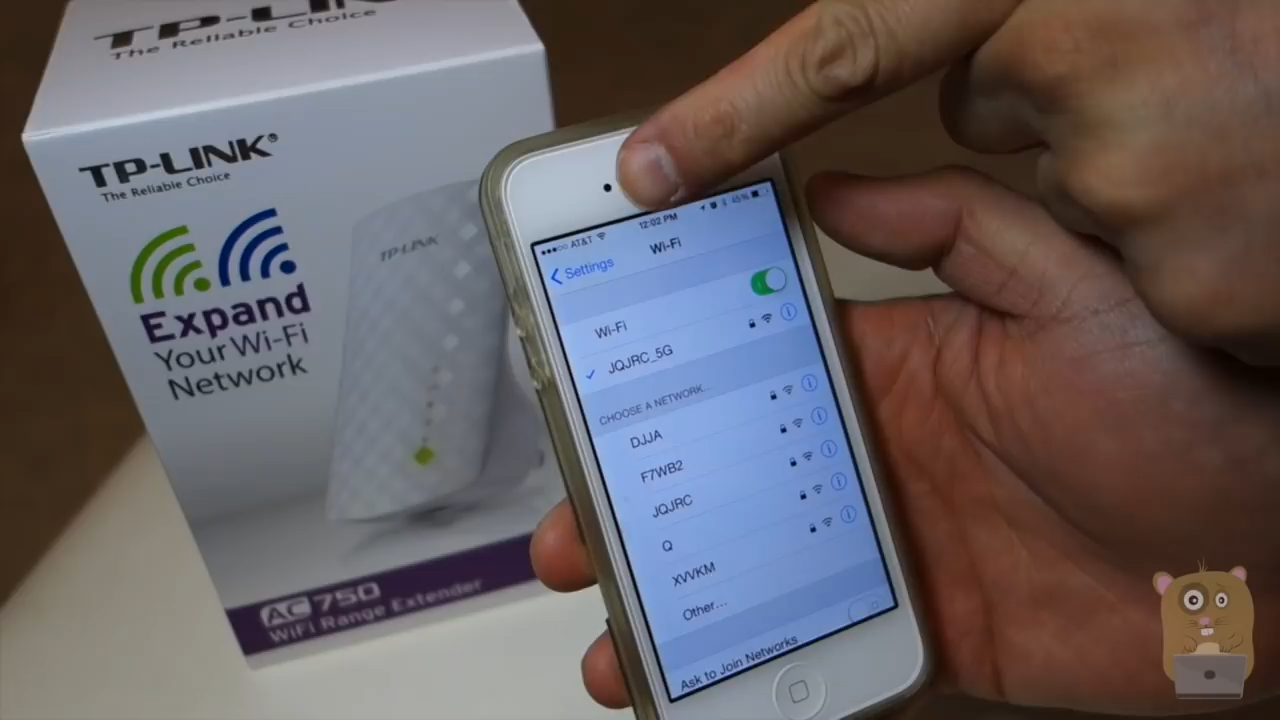 TP-LINK
The Reliable Choice
TP-LINK®
The Reliable Choice
Expand
Your Wi-Fi
Network
TP-LINK
AC750
WiFi Range Extender
AT&T 12:02 PM 45%
Settings Wi-Fi
Wi-Fi
JQJRC_5G
CHOOSE A NETWORK...
DJJA
F7WB2
JQJRC
Q
XVVKM
Other...
Ask to Join Networks